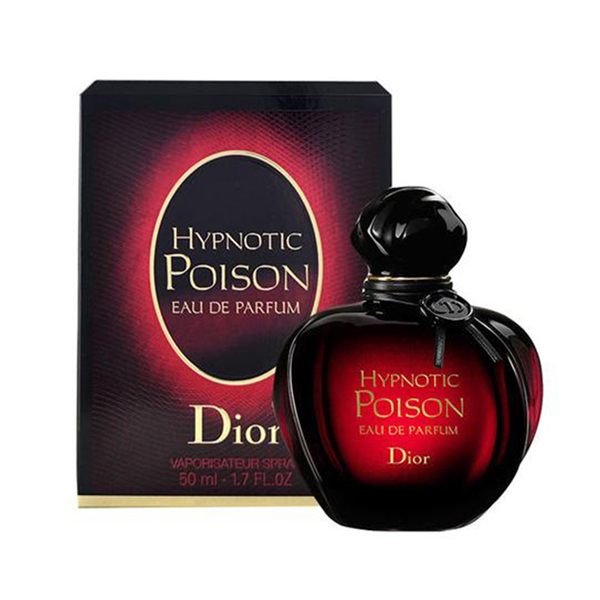 HYPNOTIC
POISON
EAU DE PARFUM
Dior
VAPORISATEUR SPRA
50 ml - 1.7 FL.OZ
HYPNOTIC
POISON
EAU DE PARFUM
Dior